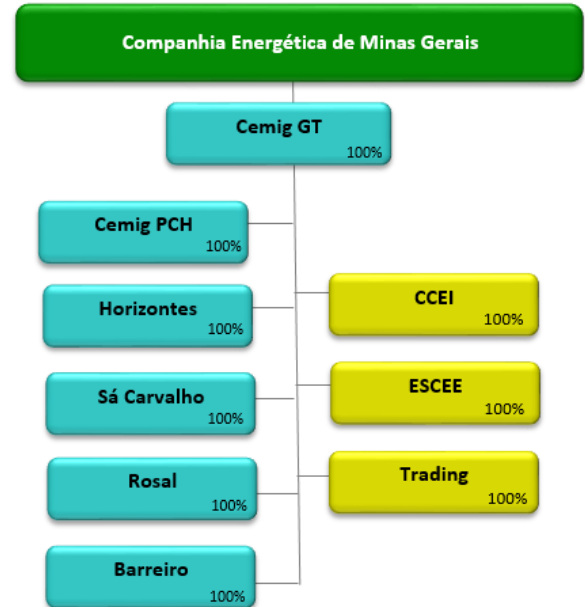 Companhia Energética de Minas Gerais
Cemig GT
100%
Cemig PCH
100%
Horizontes
100%
Sá Carvalho
100%
Rosal
100%
Barreiro
100%
CCEI
100%
ESCEE
100%
Trading
100%